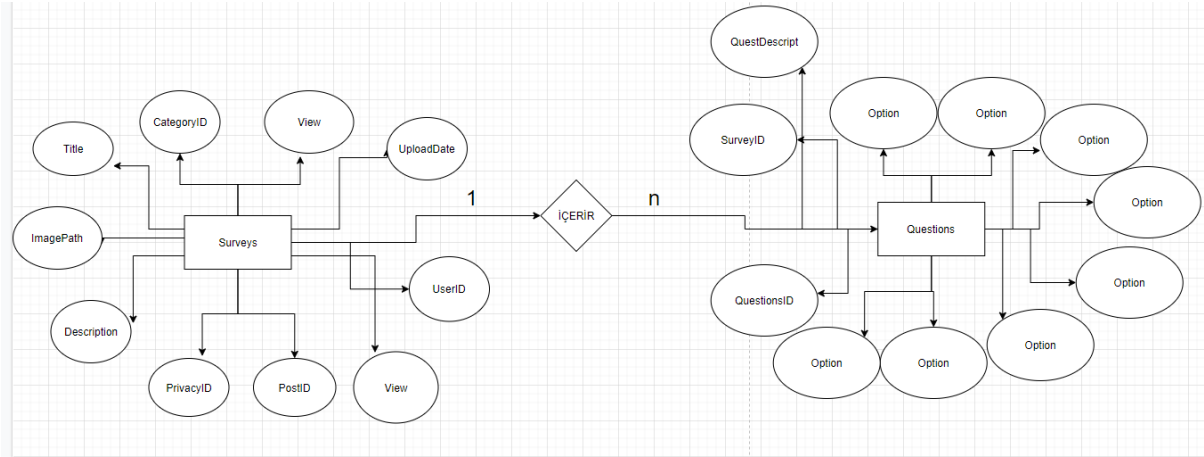 QuestDescript
CategoryID
View
Option
Option
Title
UploadDate
SurveyID
Option
1
n
Option
İÇERİR
ImagePath
Surveys
Questions
UserID
QuestionsID
Option
Description
Option
Option
Option
PrivacyID
PostID
View